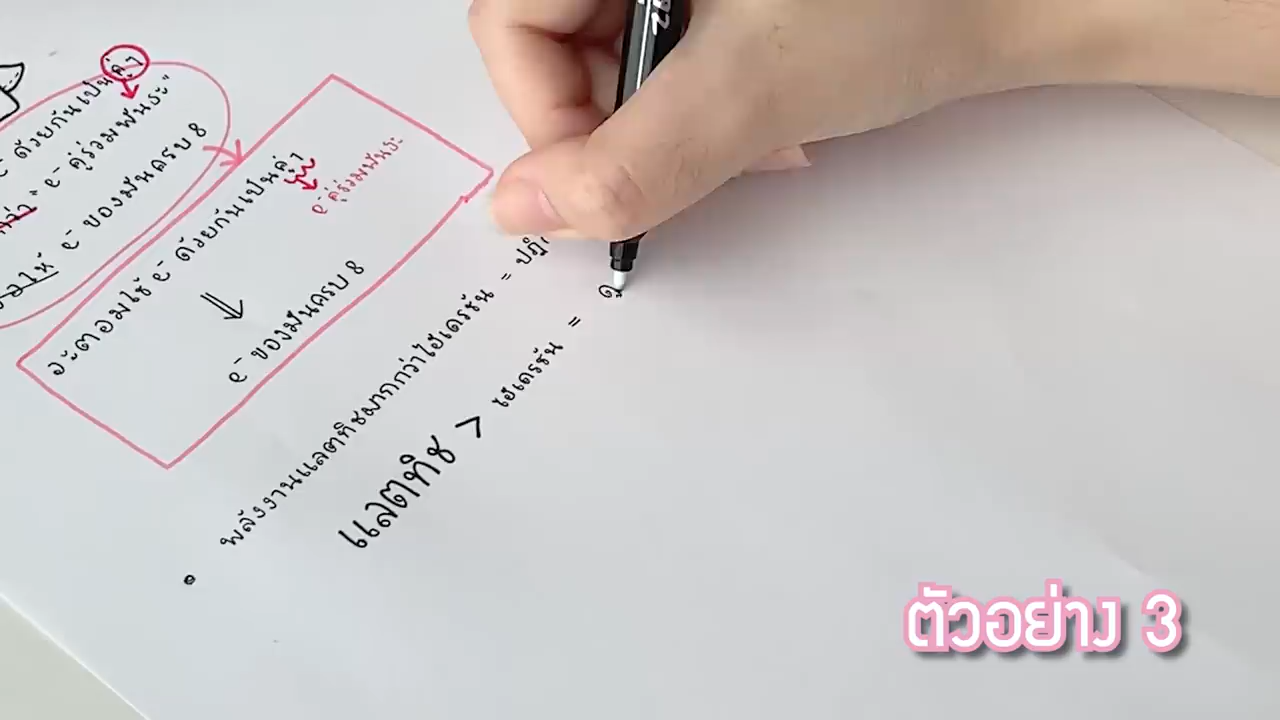 e⁻ ด้วยกันเป็นคู่ๆ
"e⁻ คู่ร่วมพันธะ"
e⁻ ของมันครบ 8
อะตอมใช้ e⁻ ด้วยกันเป็นคู่ๆ
e⁻ คู่ร่วมพันธะ
e⁻ ของมันครบ 8
พลังงานแลตทิซมากกว่าไฮเดรชัน =
แลตทิซ > ไฮเดรชัน =
ตัวอย่าง 3